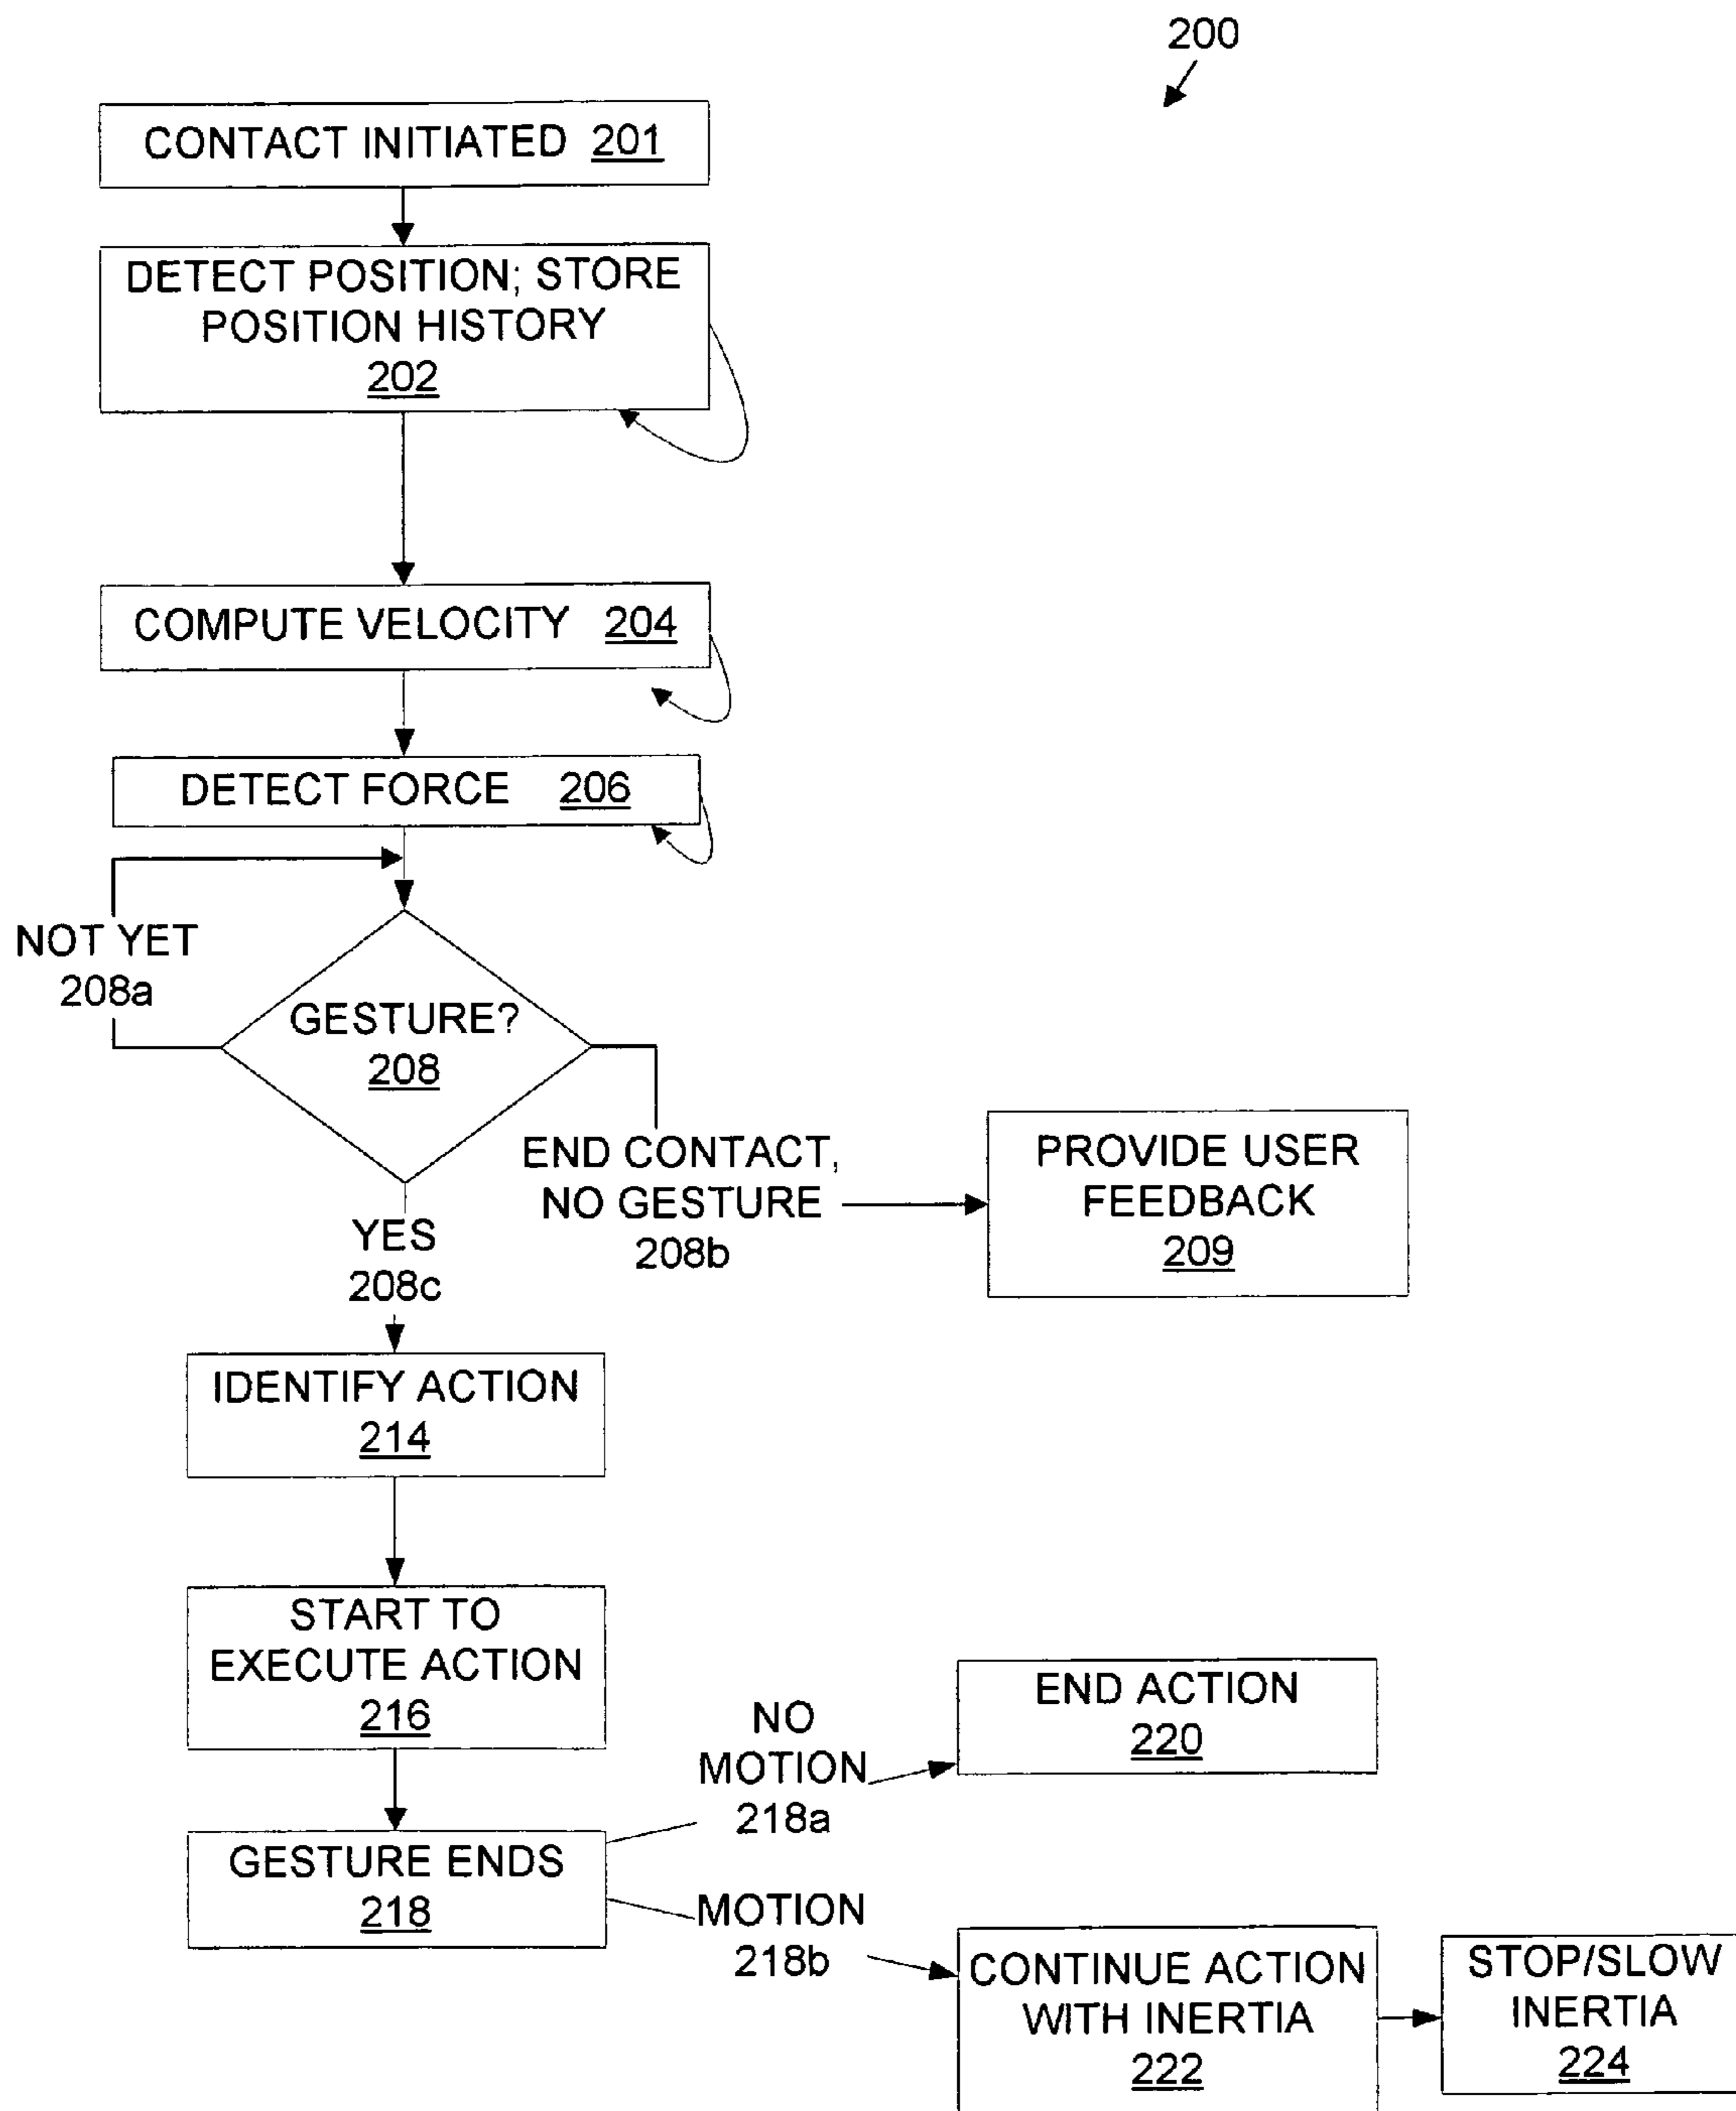 200
CONTACT INITIATED 201
DETECT POSITION; STORE
POSITION HISTORY
202
COMPUTE VELOCITY 204
DETECT FORCE 206
NOT YET
208a
GESTURE?
208
END CONTACT,
NO GESTURE
208b
PROVIDE USER
FEEDBACK
209
YES
208c
IDENTIFY ACTION
214
START TO
EXECUTE ACTION
216
GESTURE ENDS
218
NO
MOTION
218a
END ACTION
220
MOTION
218b
CONTINUE ACTION
WITH INERTIA
222
STOP/SLOW
INERTIA
224